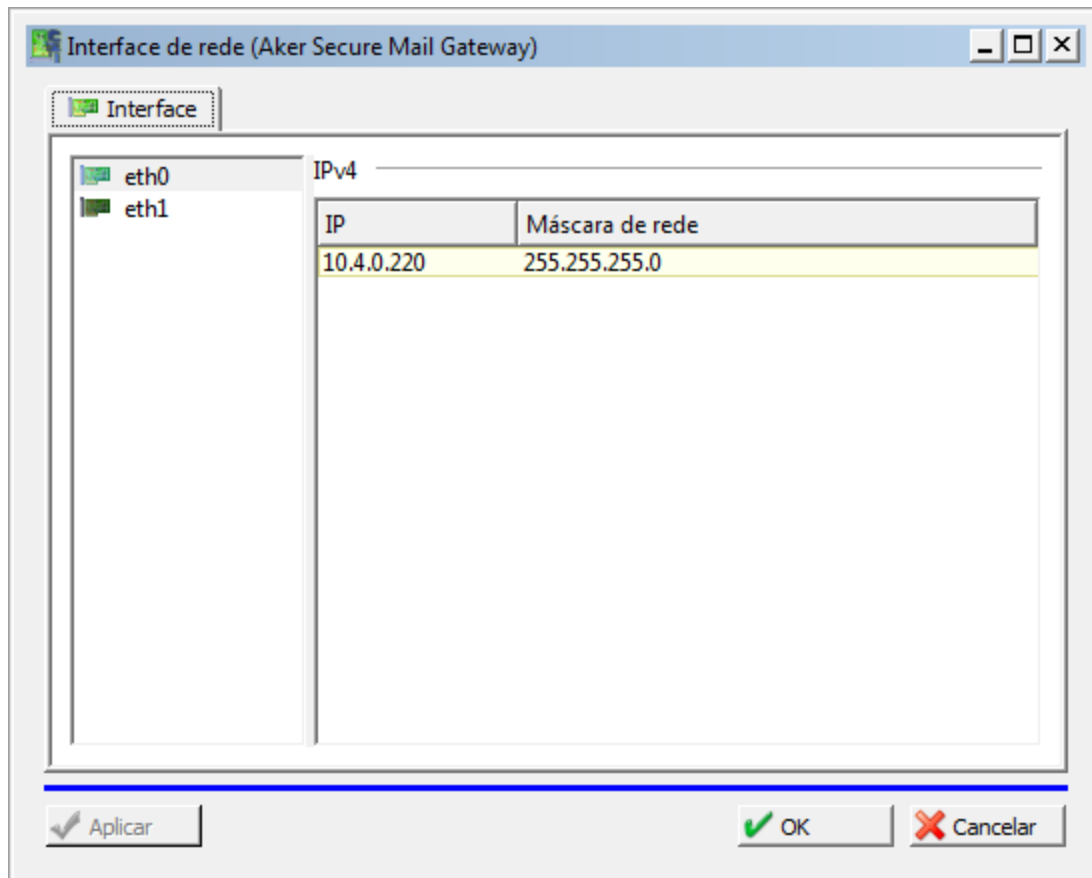 Interface de rede (Aker Secure Mail Gateway)
Interface
eth0
eth1
IPv4
IP Máscara de rede
10.4.0.220 255.255.255.0
Aplicar OK Cancelar